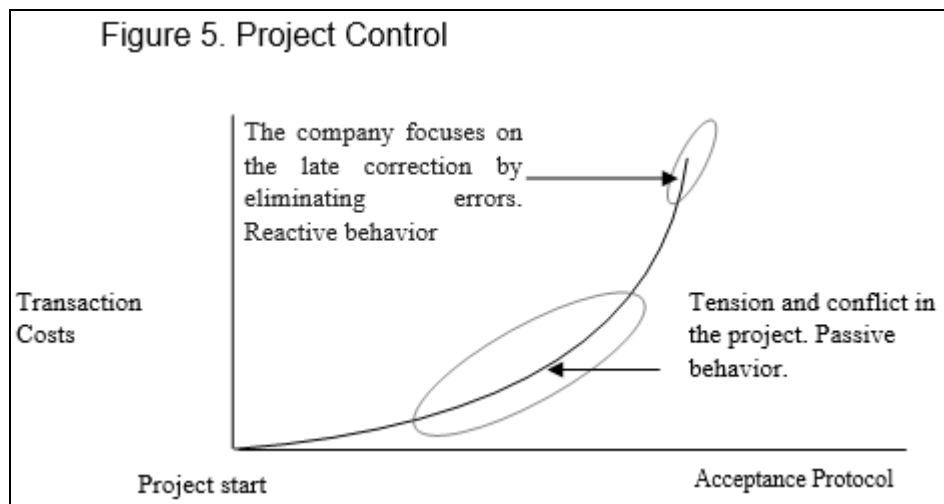 Figure 5. Project Control
The company focuses on
the late correction by
eliminating errors.
Reactive behavior
Transaction
Costs
Tension and conflict in
the project. Passive
behavior.
Project start
Acceptance Protocol